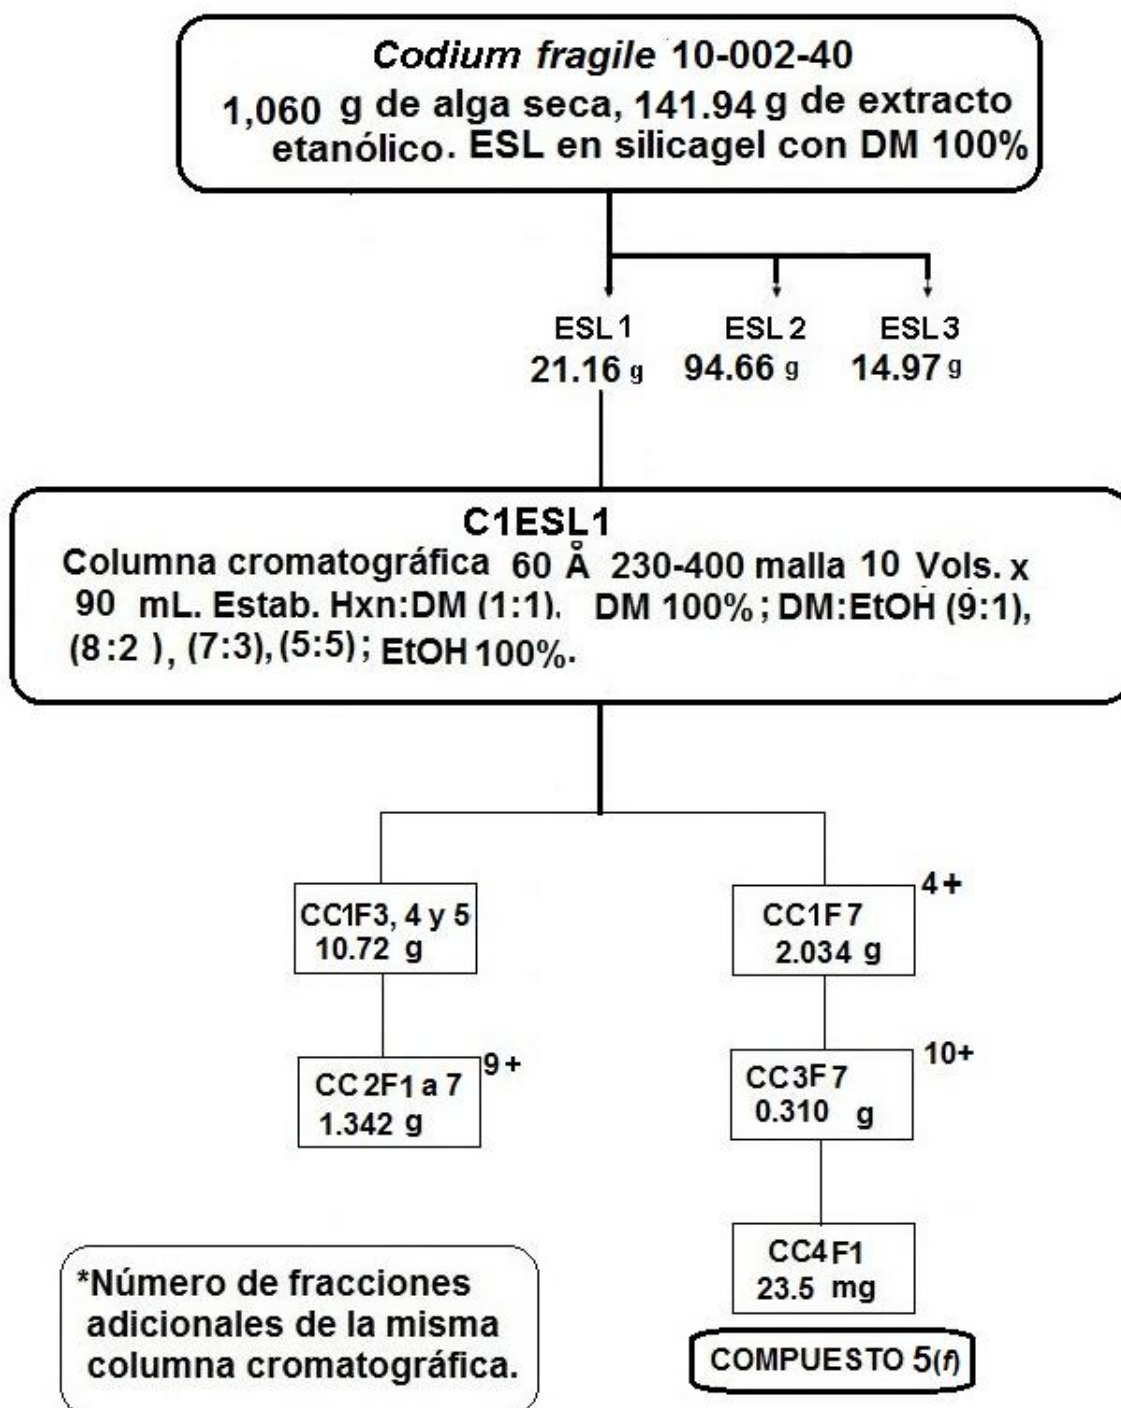 Codium fragile 10-002-40
1,060 g de alga seca, 141.94 g de extracto
etanólico. ESL en silicagel con DM 100%
ESL 1 ESL 2 ESL 3
21.16 g 94.66 g 14.97 g
C1ESL1
Columna cromatográfica 60 Å 230-400 malla 10 Vols. x
90 mL. Estab. Hxn:DM (1:1). DM 100%; DM:EtOH (9:1),
(8:2 ), (7:3), (5:5); EtOH 100%.
CC1F3, 4 y 5
10.72 g
CC1F7 4+
2.034 g
CC2F1 a 7 9+
1.342 g
CC3F7 10+
0.310 g
CC4F1
23.5 mg
COMPUESTO 5(f)
*Número de fracciones
adicionales de la misma
columna cromatográfica.